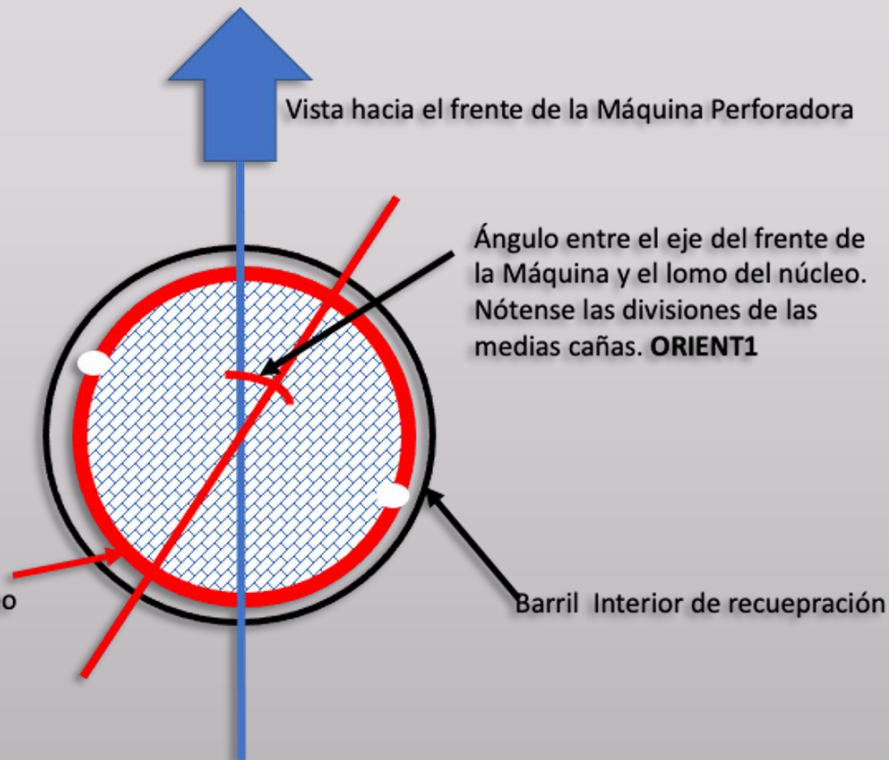 Vista hacia el frente de la Máquina Perforadora
Ángulo entre el eje del frente de
la Máquina y el lomo del núcleo.
Nótense las divisiones de las
medias cañas. ORIENT1
Barril Interior de recuepración